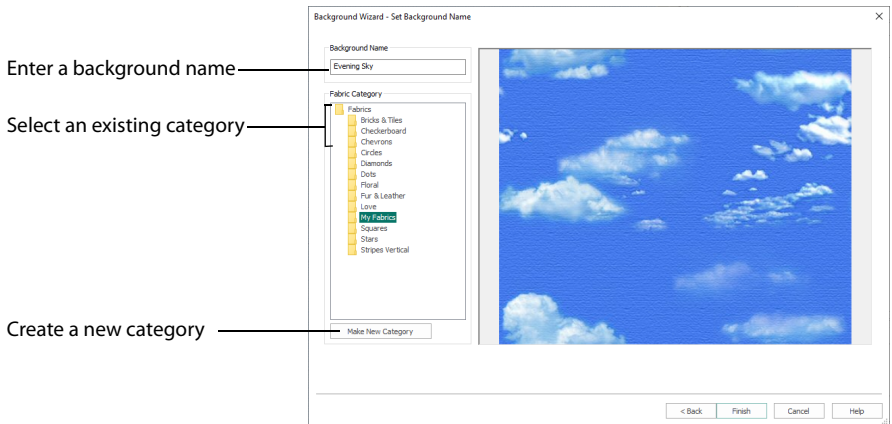 Background Wizard - Set Background Name
Background Name
Enter a background name
Evening Sky
Fabric Category
Select an existing category
Fabrics
Bricks & Tiles
Checkerboard
Chevrons
Circles
Diamonds
Dots
Floral
Fur & Leather
Love
My Fabrics
Squares
Stars
Stripes Vertical
Create a new category
Make New Category
< Back
Finish
Cancel
Help